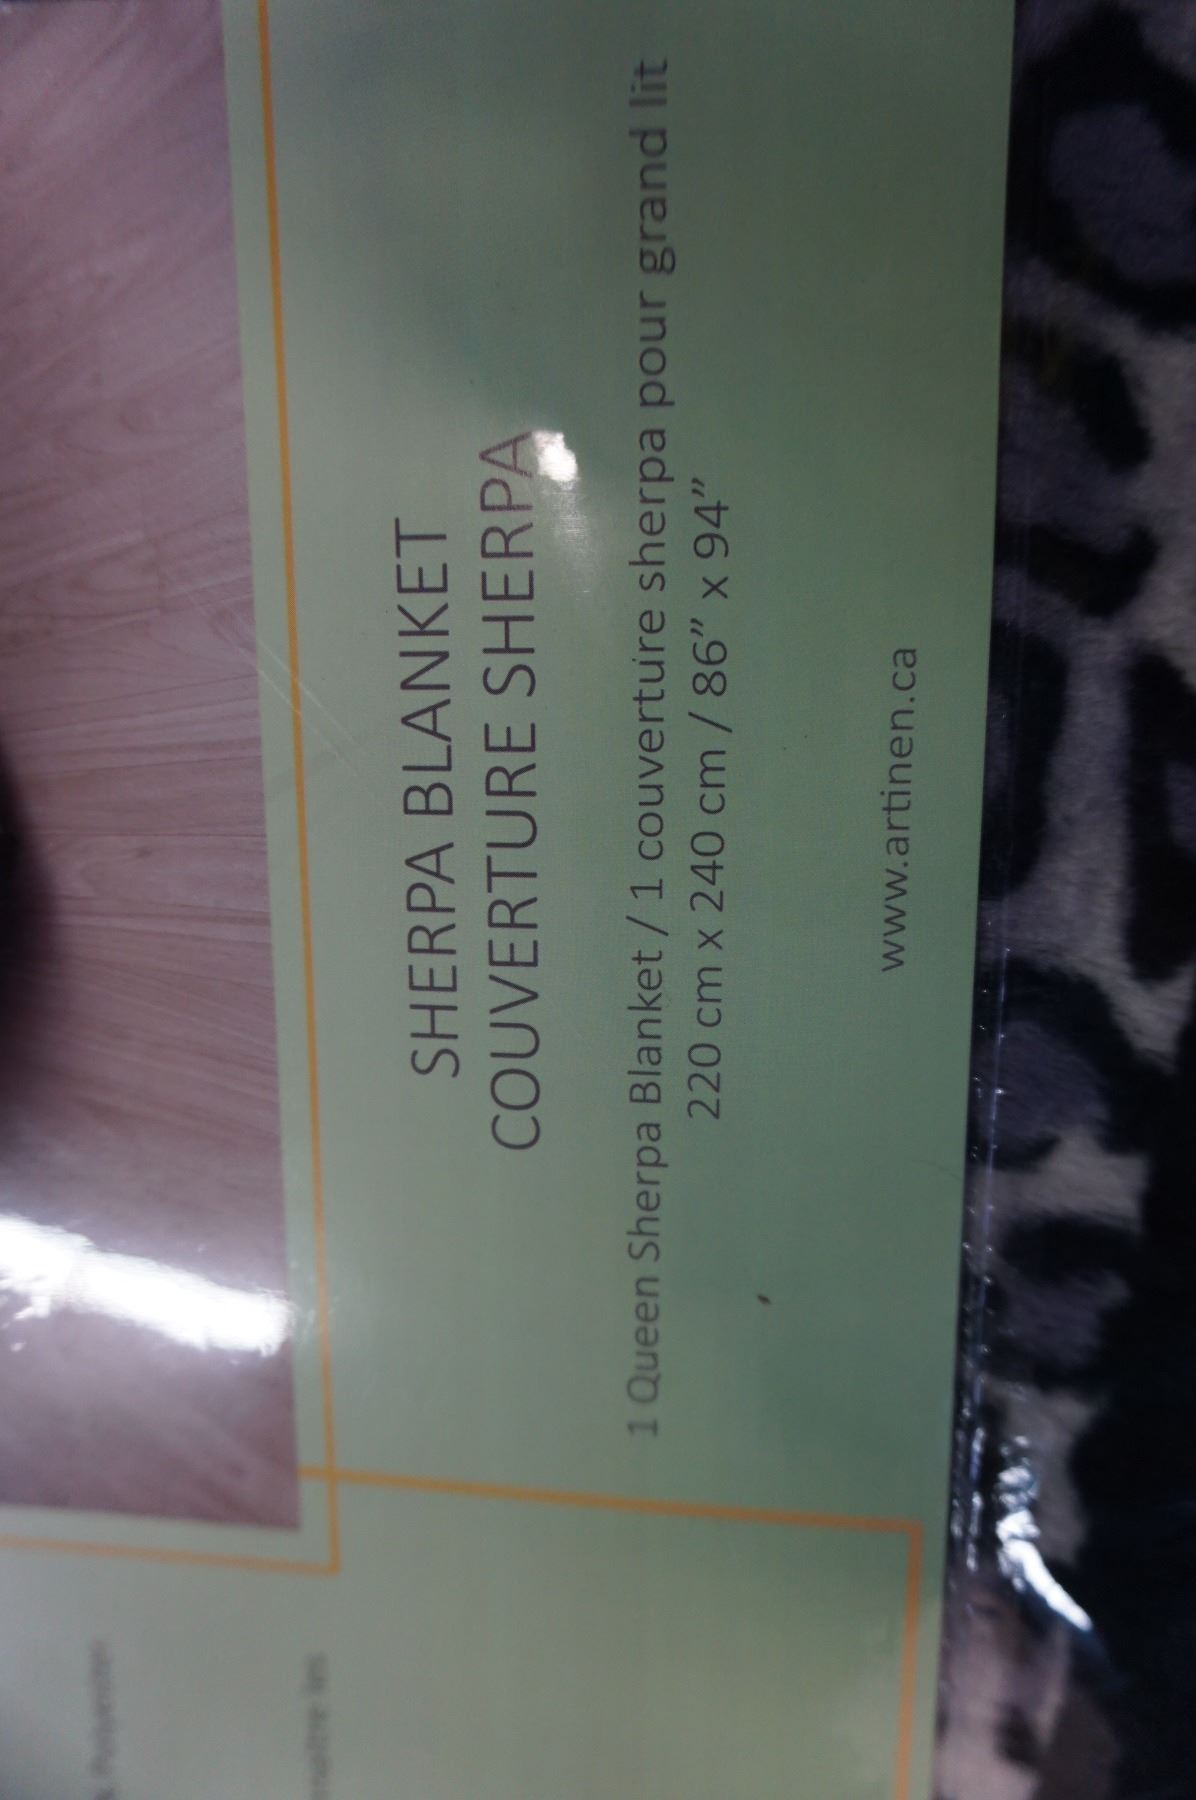 SHERPA BLANKET
COUVERTURE SHERPA
1 Queen Sherpa Blanket / 1 couverture sherpa pour grand lit
220 cm x 240 cm / 86” x 94”
www.artinen.ca
Polyester